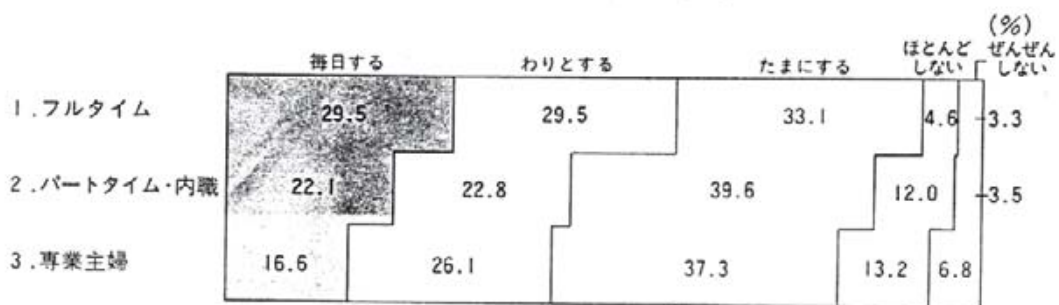 (%)
毎日する わりとする たまにする ほとんどしない ぜんぜんしない
1.フルタイム 29.5 29.5 33.1 4.6 3.3
2.パートタイム・内職 22.1 22.8 39.6 12.0 3.5
3.専業主婦 16.6 26.1 37.3 13.2 6.8